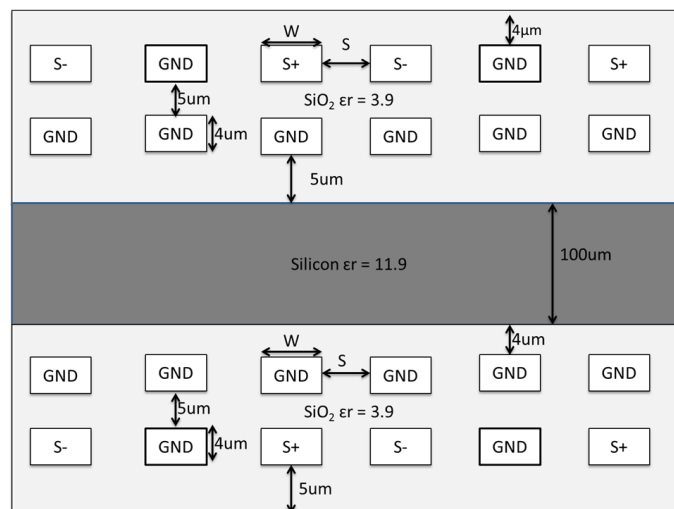 W
S
4μm
S-
GND
S+
S-
GND
S+
5um
SiO2 εr = 3.9
GND
GND
4um
GND
GND
GND
GND
5um
Silicon εr = 11.9
100um
W
S
4um
GND
GND
GND
GND
GND
GND
5um
SiO2 εr = 3.9
S-
GND
4um
S+
S-
GND
S+
5um